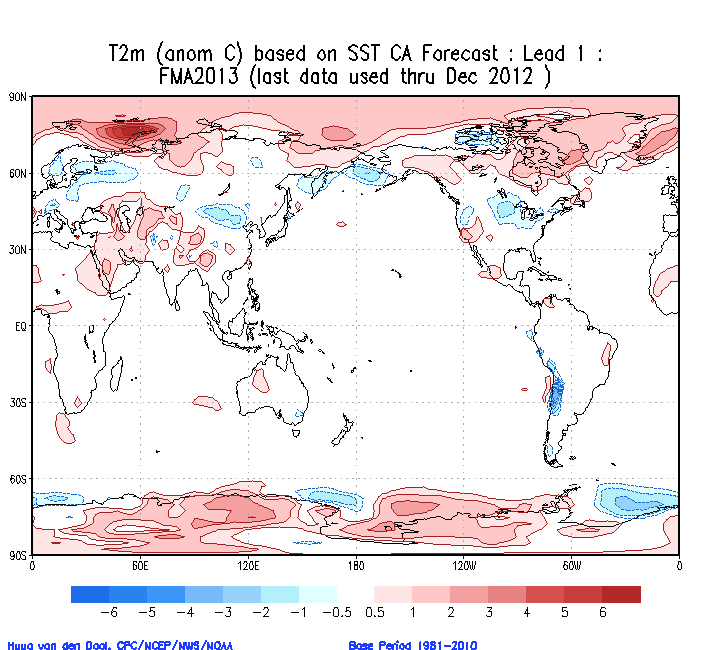 T2m (anom C) based on SST CA Forecast : Lead 1 :
FMA2013 (last data used thru Dec 2012 )
90N
60N
30N
EQ
30S
60S
90S
0 60E 120E 180 120W 60W 0
-6 -5 -4 -3 -2 -1 -0.5 0.5 1 2 3 4 5 6
Huug van den Dool, CPC/NCEP/NWS/NOAA
Base Period 1981-2010